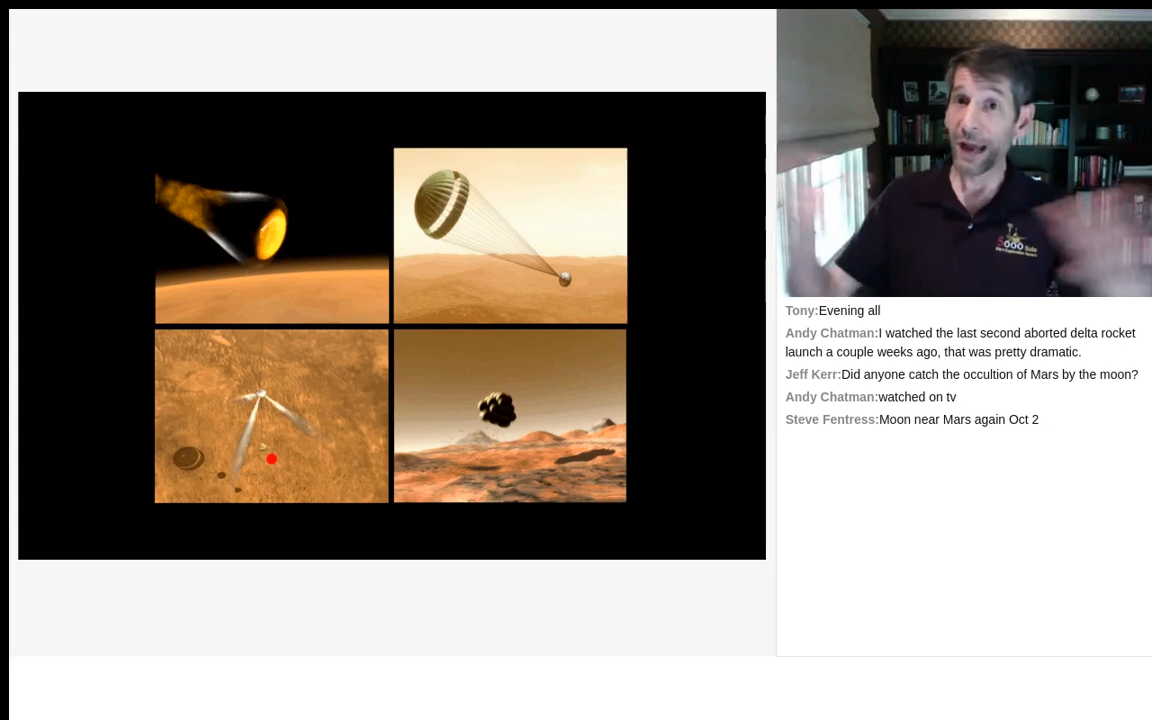 5000 Sols
Tony:Evening all
Andy Chatman:I watched the last second aborted delta rocket
launch a couple weeks ago, that was pretty dramatic.
Jeff Kerr:Did anyone catch the occultion of Mars by the moon?
Andy Chatman:watched on tv
Steve Fentress:Moon near Mars again Oct 2